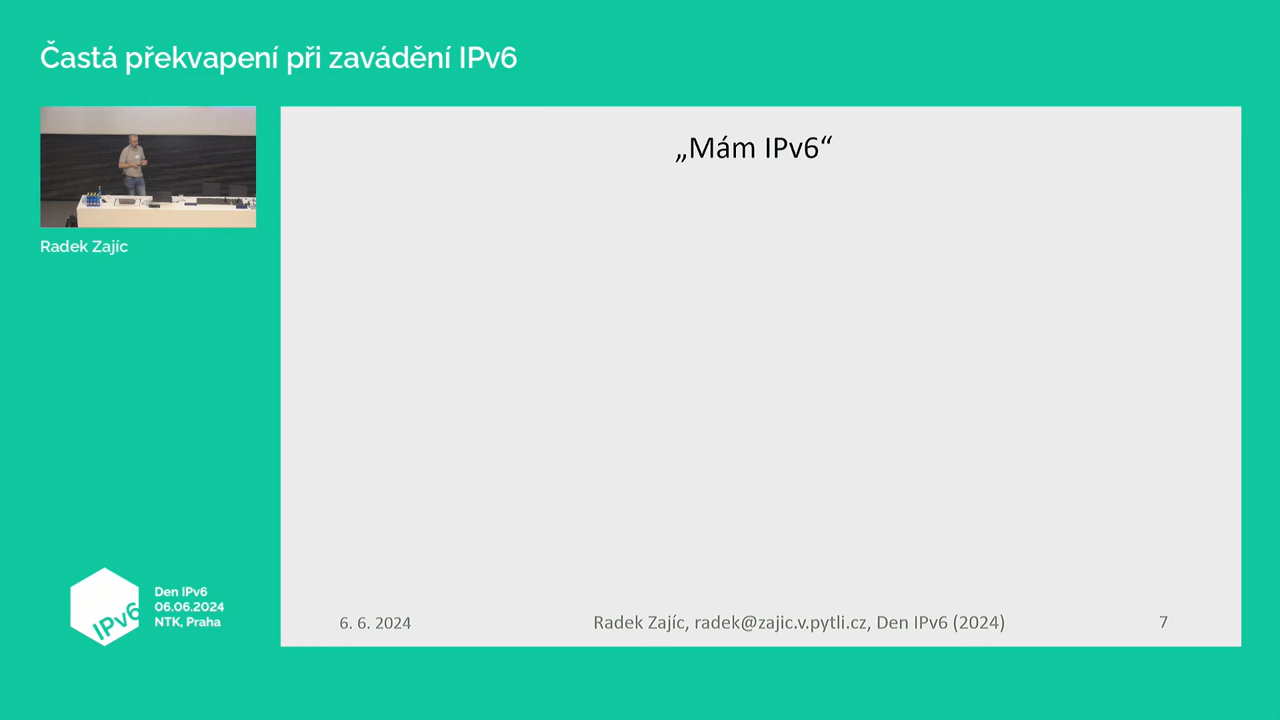 Častá překvapení při zavádění IPv6
Radek Zajíc
„Mám IPv6“
6. 6. 2024
Radek Zajíc, radek@zajic.v.pytli.cz, Den IPv6 (2024)
7
IPv6
Den IPv6
06.06.2024
NTK, Praha